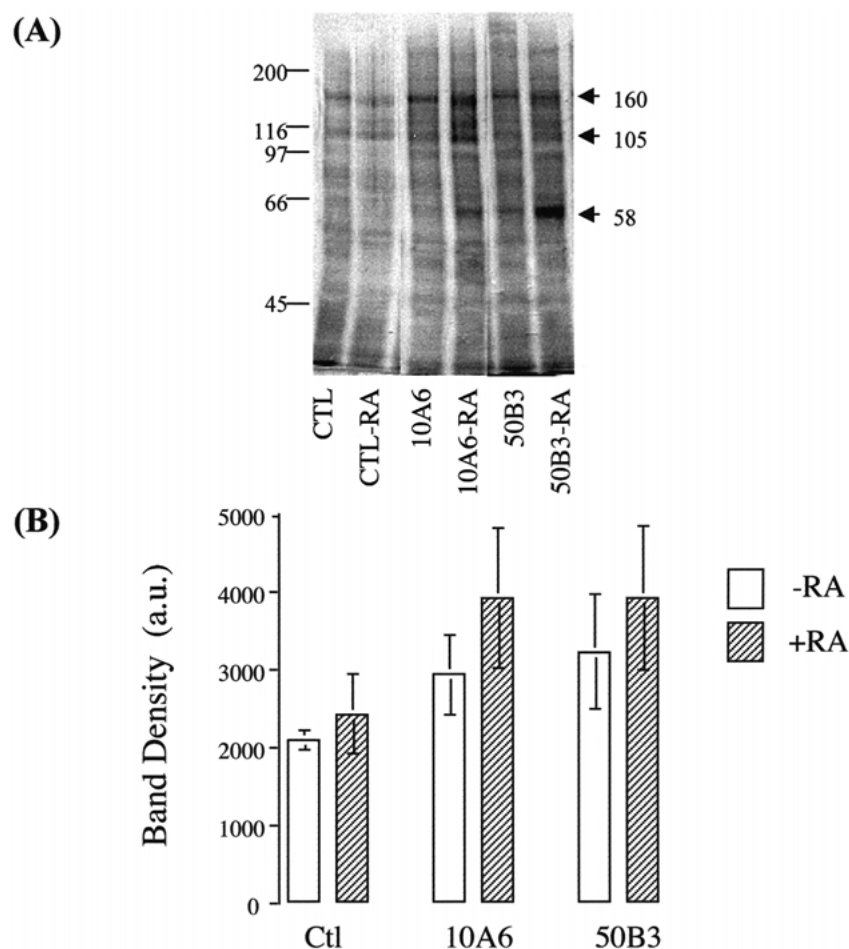 (A)
200
116
97
66
45
160
105
58
CTL
CTL-RA
10A6
10A6-RA
50B3
50B3-RA
(B)
Band Density (a.u.)
5000
4000
3000
2000
1000
0
Ctl
10A6
50B3
-RA
+RA